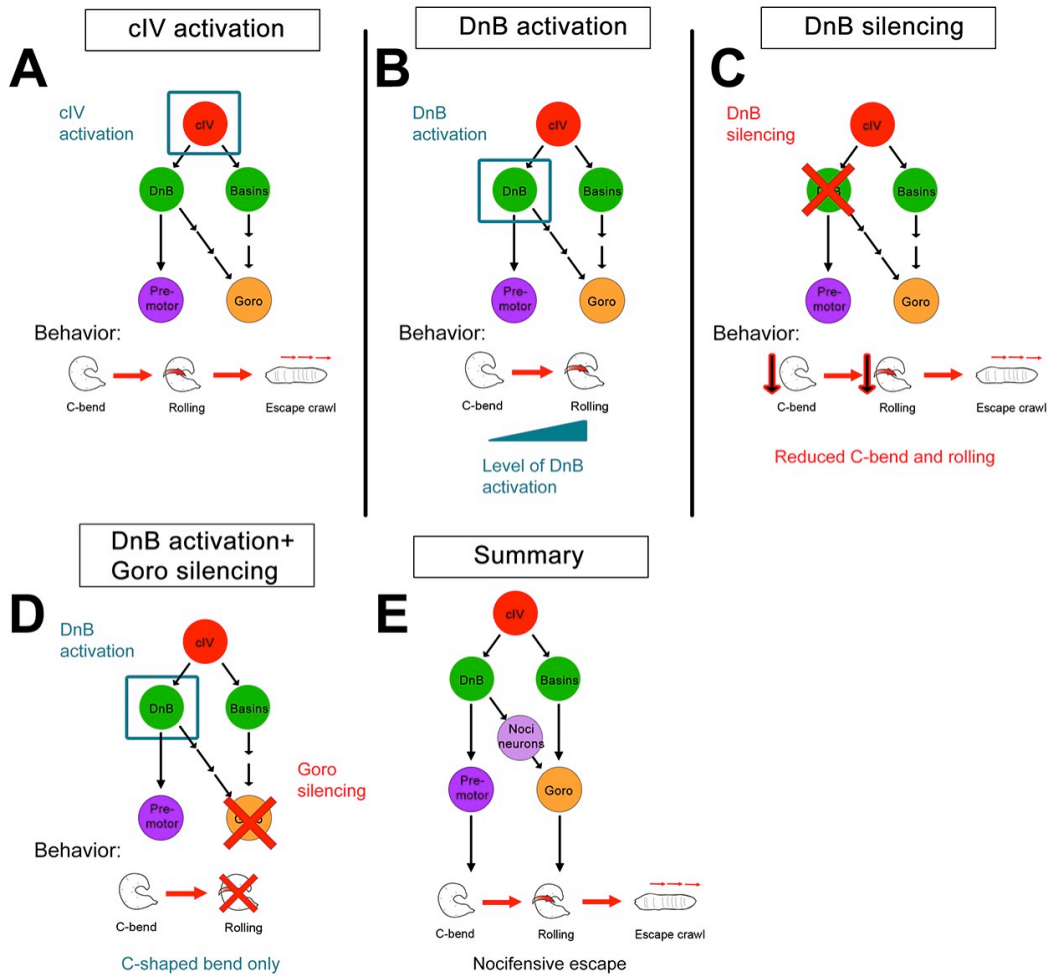 cIV activation
A
cIV
activation
cIV
DnB
Basins
Pre-
motor
Goro
Behavior:
C-bend
Rolling
Escape crawl
DnB activation
B
DnB
activation
cIV
DnB
Basins
Pre-
motor
Goro
Behavior:
C-bend
Rolling
Level of DnB
activation
DnB silencing
C
DnB
silencing
cIV
Basins
Pre-
motor
Goro
Behavior:
C-bend
Rolling
Escape crawl
Reduced C-bend and rolling
DnB activation+
Goro silencing
D
DnB
activation
cIV
DnB
Basins
Goro
silencing
Pre-
motor
Behavior:
C-bend
Rolling
C-shaped bend only
Summary
E
cIV
DnB
Basins
Noci
neurons
Pre-
motor
Goro
C-bend
Rolling
Escape crawl
Nocifensive escape